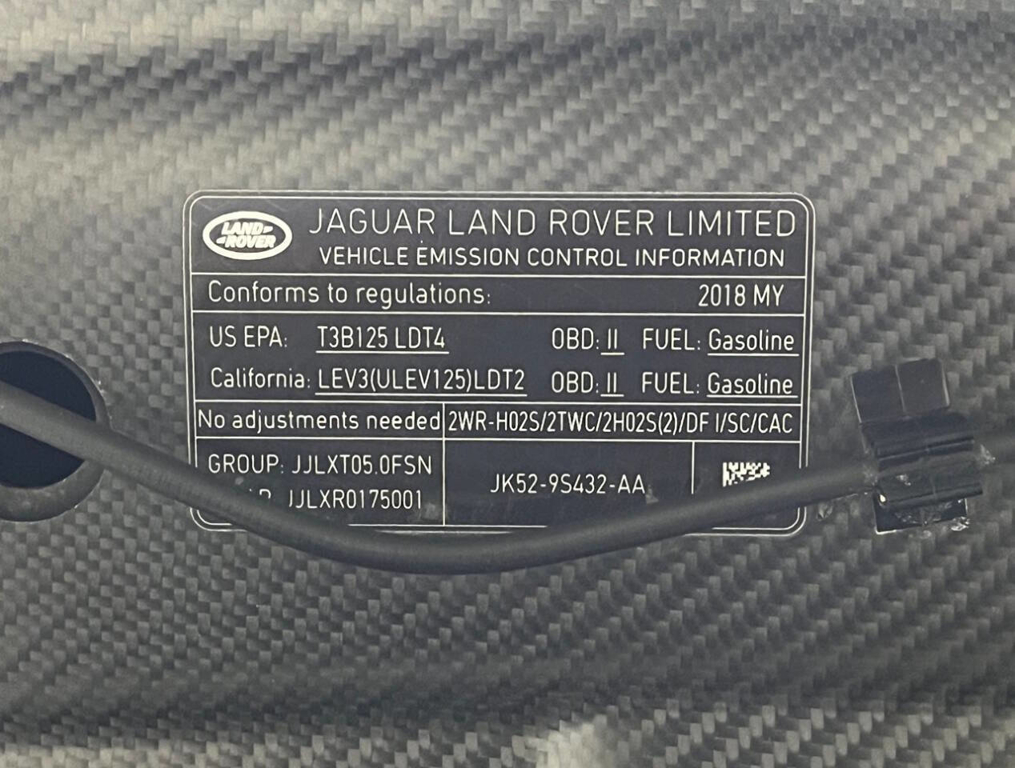 LAND ROVER
JAGUAR LAND ROVER LIMITED
VEHICLE EMISSION CONTROL INFORMATION
Conforms to regulations: 2018 MY
US EPA: T3B125 LDT4 OBD: II FUEL: Gasoline
California: LEV3(ULEV125)LDT2 OBD: II FUEL: Gasoline
No adjustments needed 2WR-HO2S/2TWC/2HO2S(2)/DF I/SC/CAC
GROUP: JJLXT05.0FSN
JJLXR0175001
JK52-9S432-AA